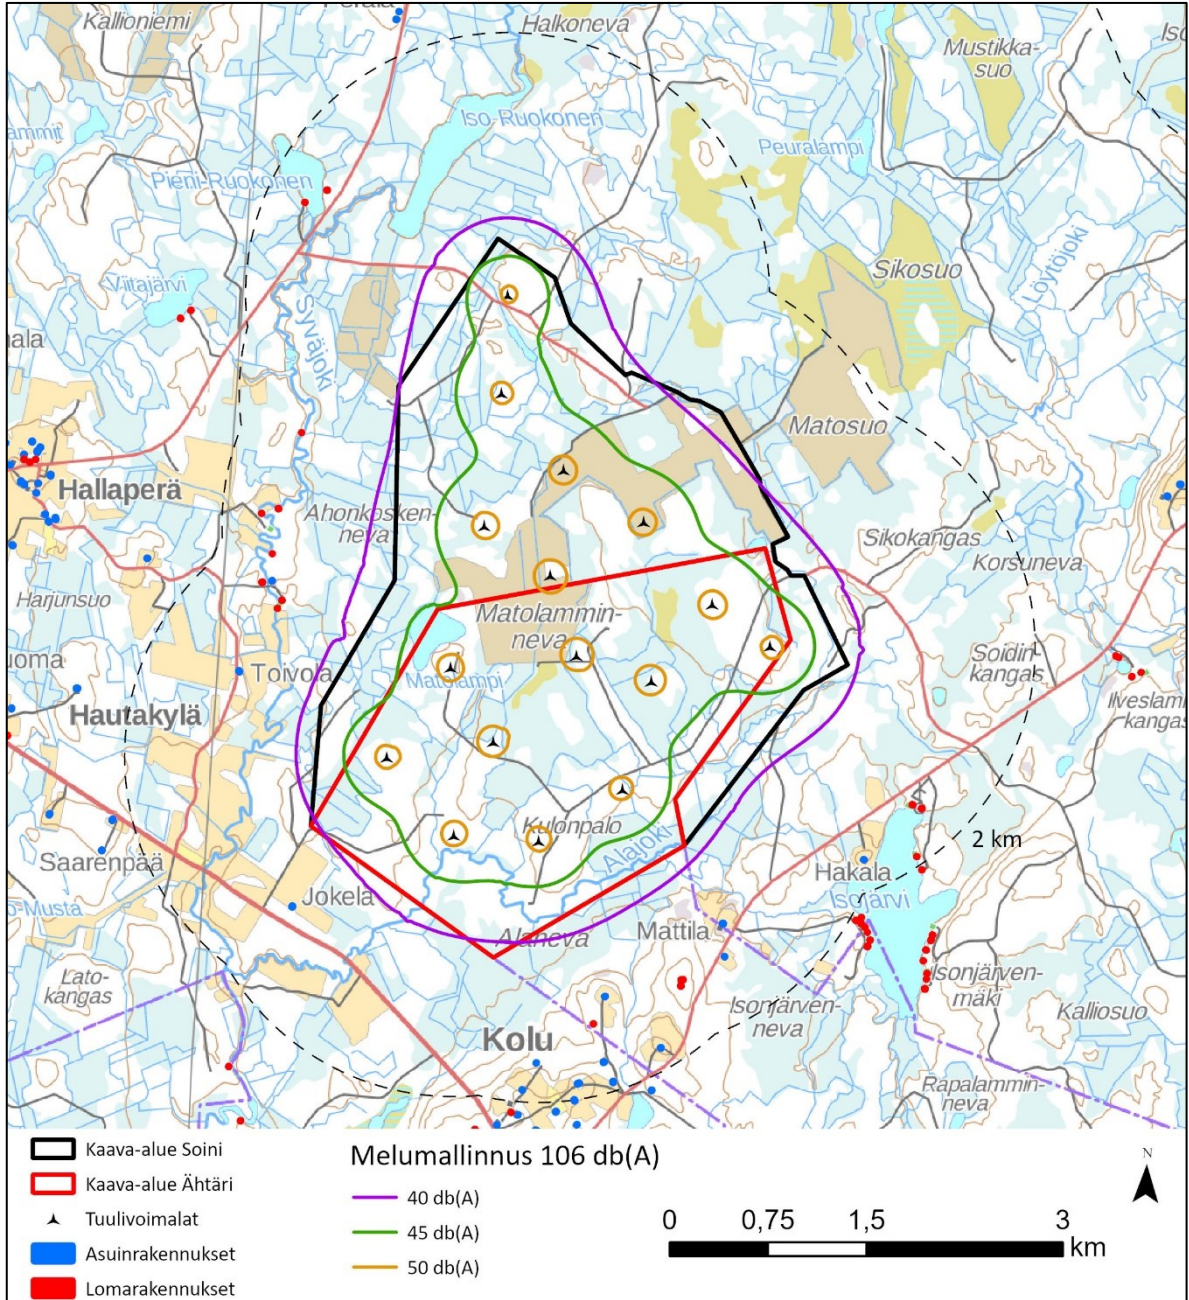 Kallioniemi
Halkoneva
Mustikka-
suo
Iso-Ruokonen
Peuralampi
Pieni-Ruokonen
Sikosuo
Löytöjoki
Viitajärvi
Syväjoki
Matosuo
Hallaperä
Ahonkosken-
neva
Sikokangas
Korsuneva
Harjunsuo
Matolammin-
neva
Toivola
Matolampi
Soidin
kangas
Hautakylä
Kulonpalo
Alajoki
2 km
Saarenpää
Hakala
Isojärvi
Jokela
Alaneva
Mattila
Lato-
kangas
Isonjärven-
mäki
Isonjärven-
neva
Kalliosuo
Kolu
Rapalammin-
neva
Kaava-alue Soini
Kaava-alue Ähtäri
Tuulivoimalat
Asuinrakennukset
Lomarakennukset
Melumallinnus 106 db(A)
40 db(A)
45 db(A)
50 db(A)
N
0 0,75 1,5 3
km